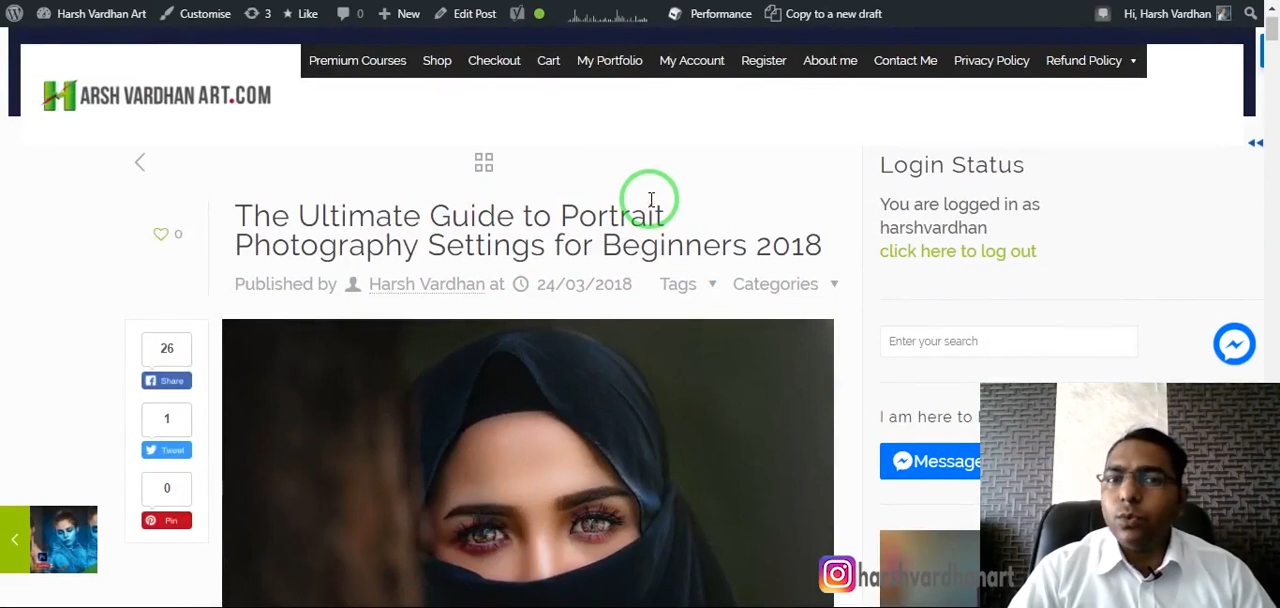 Harsh Vardhan Art
Customise
3
Like
0
New
Edit Post
Performance
Copy to a new draft
Hi, Harsh Vardhan
Premium Courses
Shop
Checkout
Cart
My Portfolio
My Account
Register
About me
Contact Me
Privacy Policy
Refund Policy
HARSH VARDHAN ART.COM
The Ultimate Guide to Portrait
Photography Settings for Beginners 2018
0
Published by Harsh Vardhan at 24/03/2018 Tags Categories
26
Share
1
Tweet
0
Pin
Login Status
You are logged in as
harshvardhan
click here to log out
Enter your search
I am here to
Message
harshvardhanart